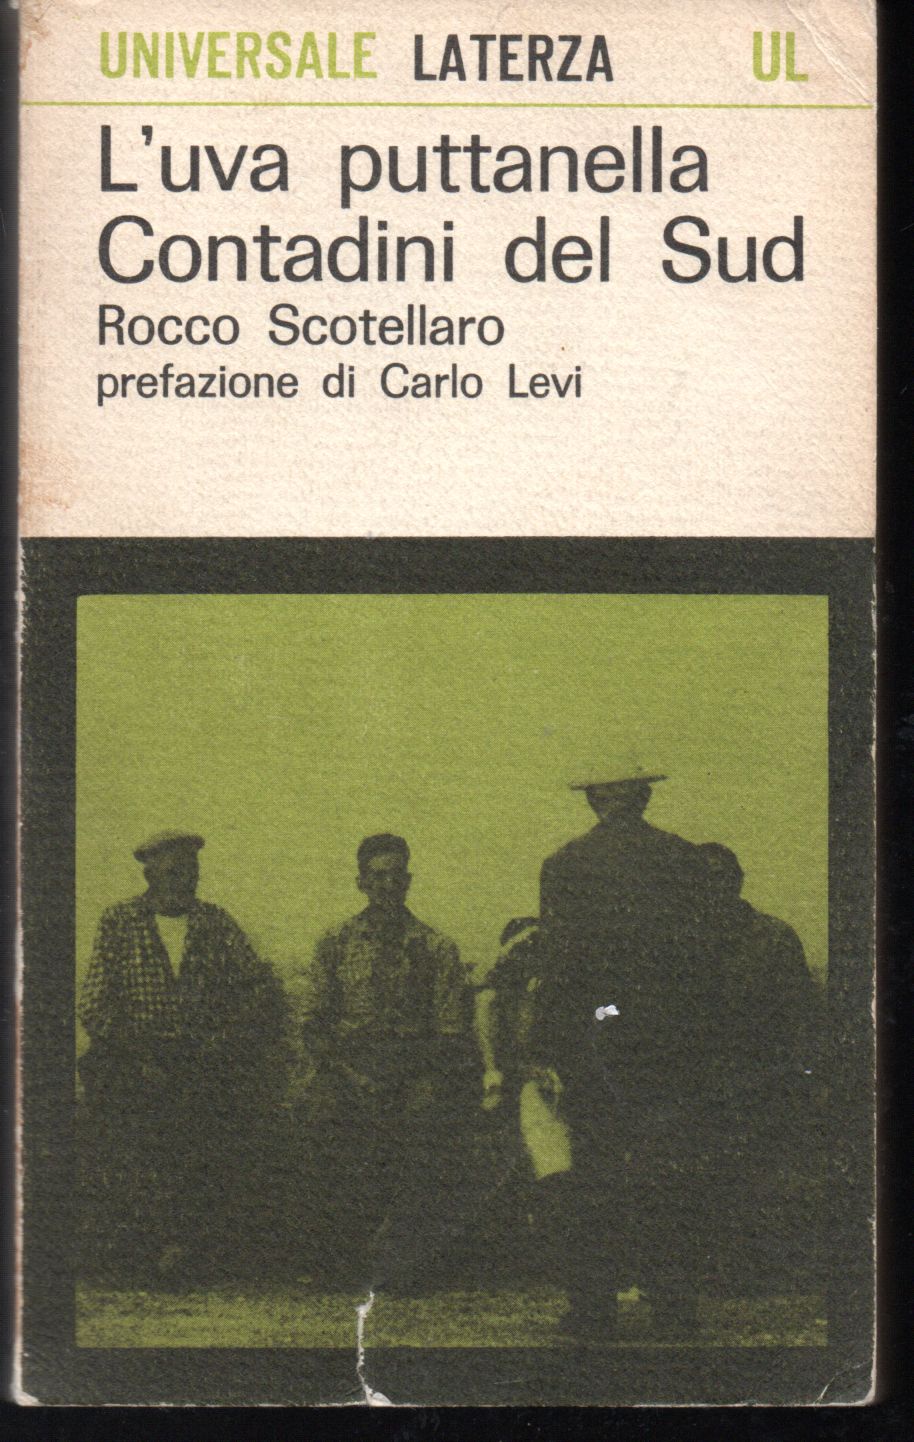 UNIVERSALE LATERZA UL
L'uva puttanella
Contadini del Sud
Rocco Scotellaro
prefazione di Carlo Levi